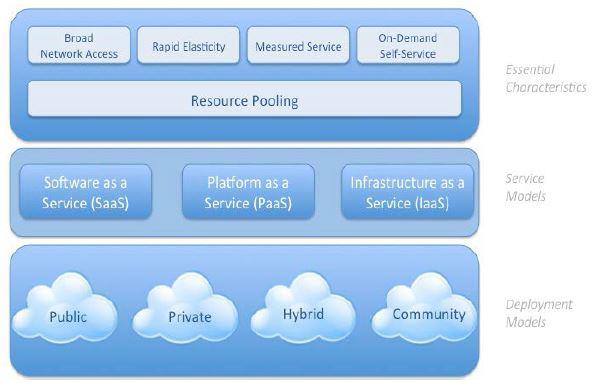 Broad
Network Access
Rapid Elasticity
Measured Service
On-Demand
Self-Service
Resource Pooling
Essential
Characteristics
Software as a
Service (SaaS)
Platform as a
Service (PaaS)
Infrastructure as a
Service (IaaS)
Service
Models
Public
Private
Hybrid
Community
Deployment
Models